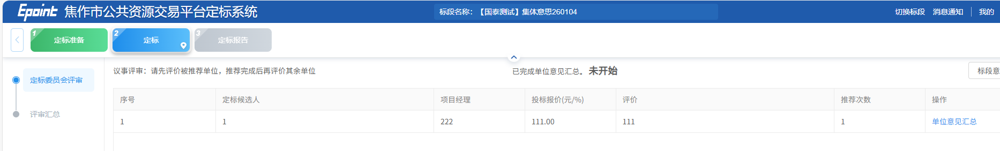 Epoint 焦作市公共资源交易平台定标系统 标段名称：【国泰测试】集体意思260104 切换标段 消息通知 我的
1 定标准备 2 定标 3 定标报告
议事评审：请先评价被推荐单位，推荐完成后再评价其余单位 已完成单位意见汇总。 未开始 标段意
定标委员会评审
评审汇总
序号 定标候选人 项目经理 投标报价(元/%) 评价 推荐次数 操作
1 1 222 111.00 111 1 单位意见汇总